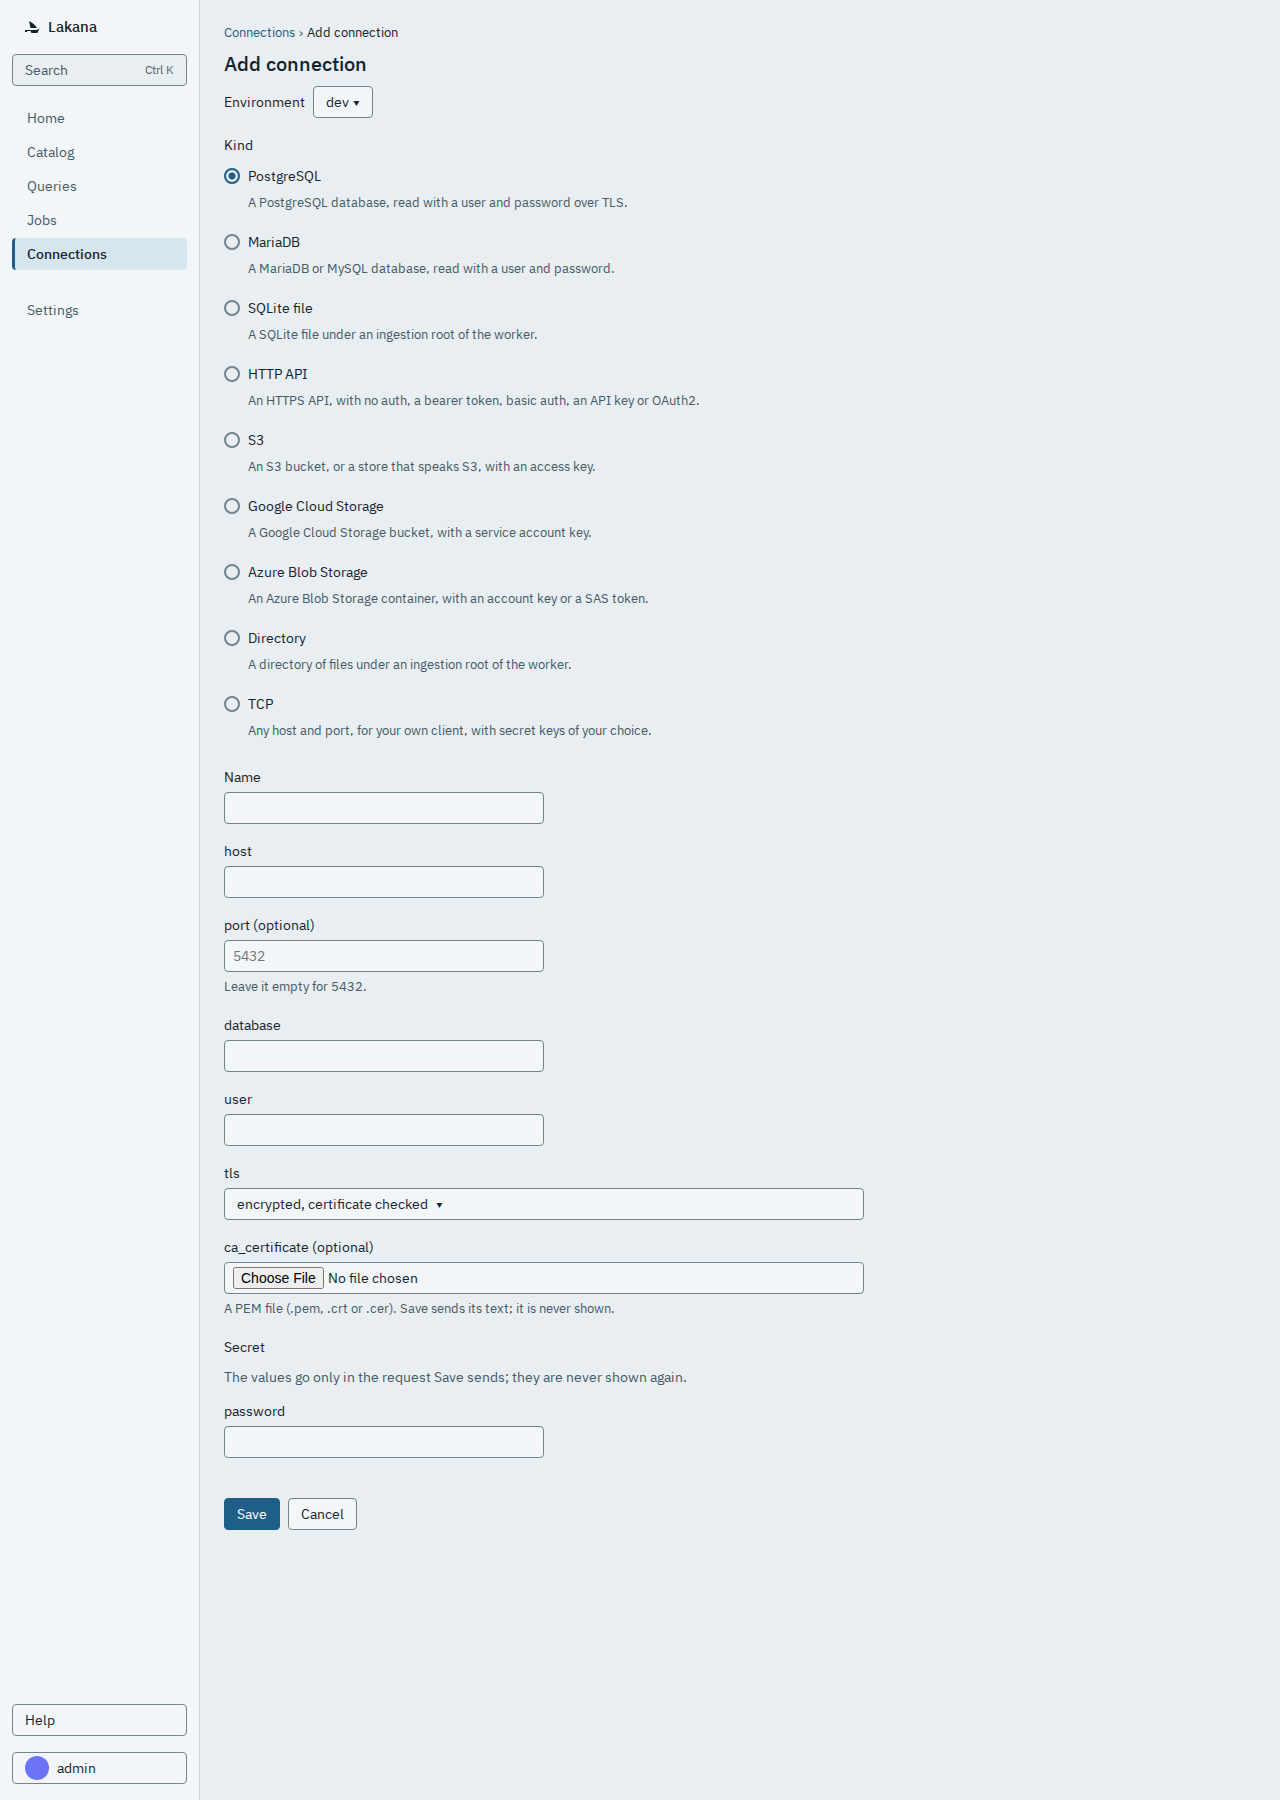 Lakana
Search Ctrl K
Home
Catalog
Queries
Jobs
Connections
Settings
Help
admin
Connections › Add connection
Add connection
Environment dev ▾
Kind
PostgreSQL
A PostgreSQL database, read with a user and password over TLS.
MariaDB
A MariaDB or MySQL database, read with a user and password.
SQLite file
A SQLite file under an ingestion root of the worker.
HTTP API
An HTTPS API, with no auth, a bearer token, basic auth, an API key or OAuth2.
S3
An S3 bucket, or a store that speaks S3, with an access key.
Google Cloud Storage
A Google Cloud Storage bucket, with a service account key.
Azure Blob Storage
An Azure Blob Storage container, with an account key or a SAS token.
Directory
A directory of files under an ingestion root of the worker.
TCP
Any host and port, for your own client, with secret keys of your choice.
Name
host
port (optional)
5432
Leave it empty for 5432.
database
user
tls
encrypted, certificate checked ▾
ca_certificate (optional)
Choose File No file chosen
A PEM file (.pem, .crt or .cer). Save sends its text; it is never shown.
Secret
The values go only in the request Save sends; they are never shown again.
password
Save Cancel